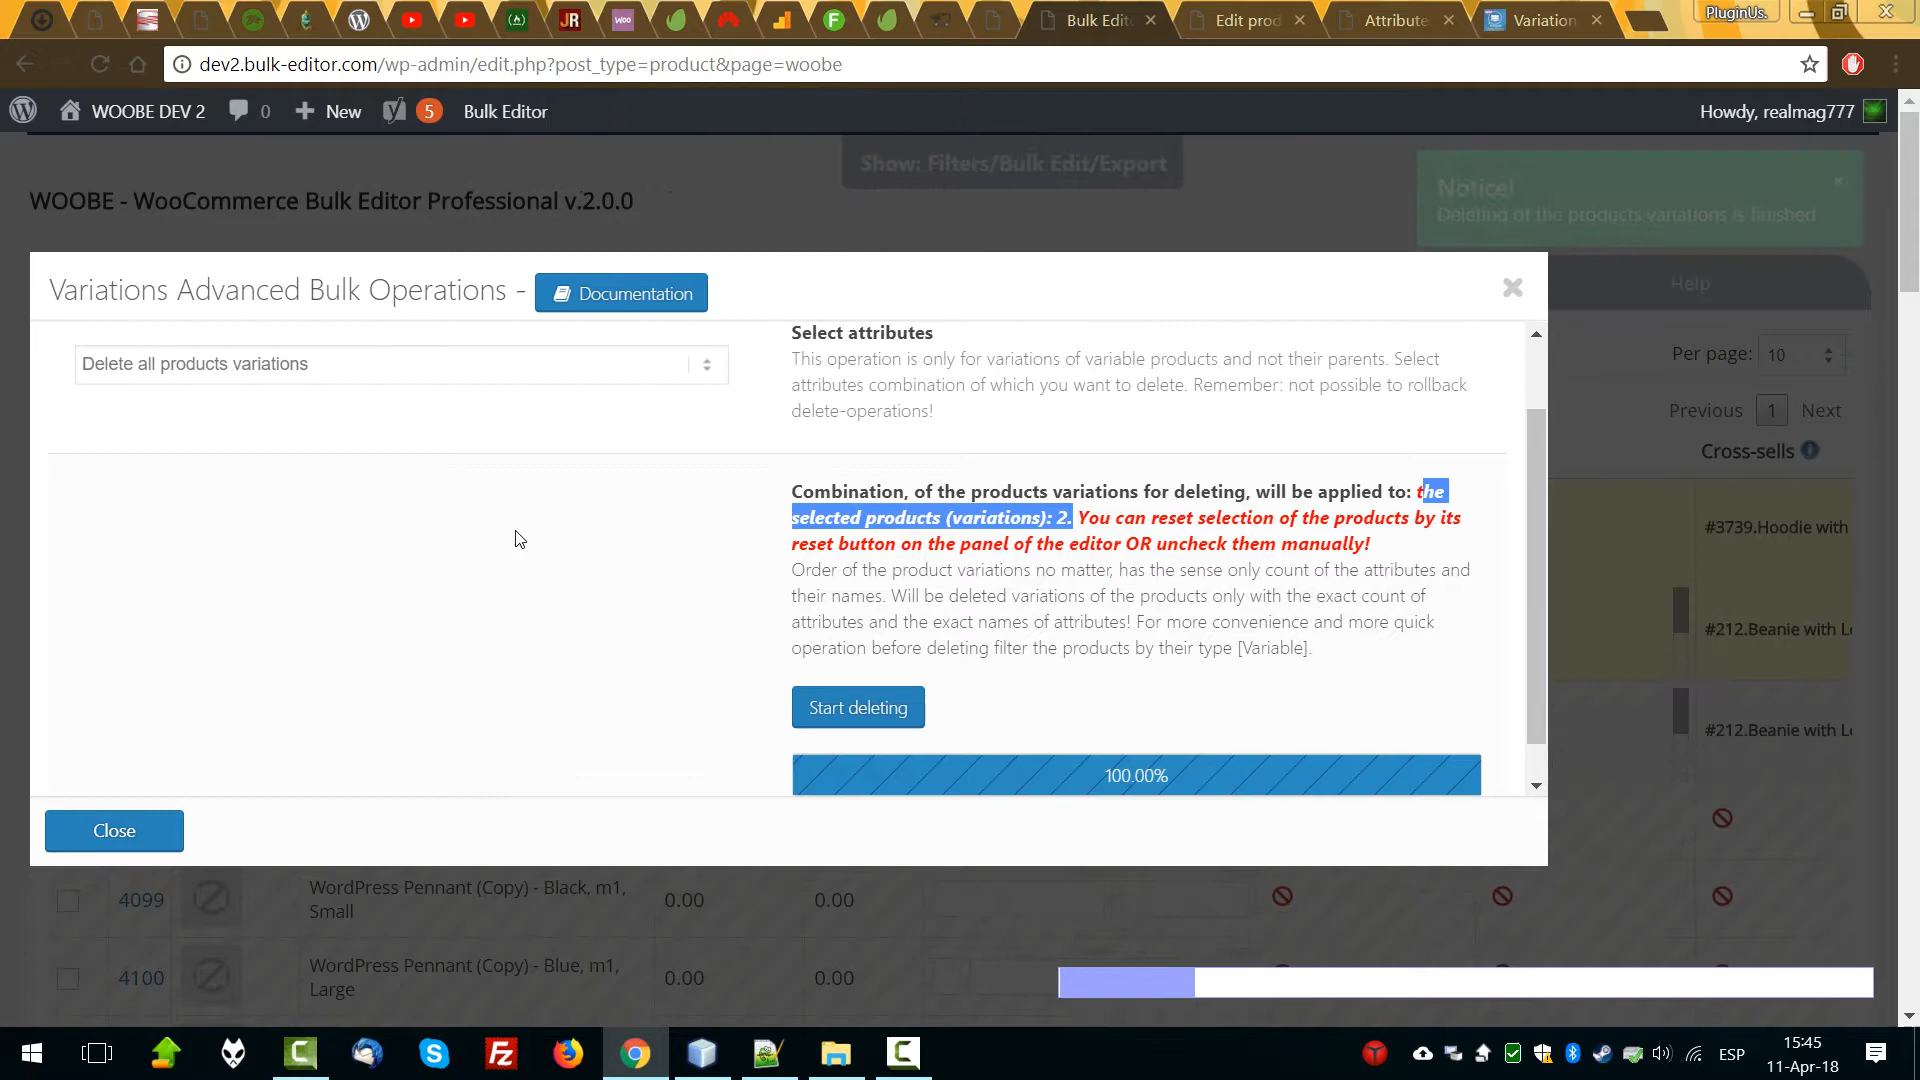 Bulk Edit
Edit prod
Attribute
Variation
PluginUs.
dev2.bulk-editor.com/wp-admin/edit.php?post_type=product&page=woobe
WOOBE DEV 2
0
New
5
Bulk Editor
Howdy, realmag777
Show: Filters/Bulk Edit/Export
WOOBE - WooCommerce Bulk Editor Professional v.2.0.0
Notice!
Deleting of the products variations is finished
Variations Advanced Bulk Operations -
Documentation
Help
Delete all products variations
Select attributes
This operation is only for variations of variable products and not their parents. Select
attributes combination of which you want to delete. Remember: not possible to rollback
delete-operations!
Per page: 10
Previous 1 Next
Cross-sells
Combination, of the products variations for deleting, will be applied to: the
selected products (variations): 2. You can reset selection of the products by its
reset button on the panel of the editor OR uncheck them manually!
Order of the product variations no matter, has the sense only count of the attributes and
their names. Will be deleted variations of the products only with the exact count of
attributes and the exact names of attributes! For more convenience and more quick
operation before deleting filter the products by their type [Variable].
#3739.Hoodie with
#212.Beanie with L
#212.Beanie with L
Start deleting
100.00%
Close
4099
WordPress Pennant (Copy) - Black, m1,
Small
0.00
0.00
4100
WordPress Pennant (Copy) - Blue, m1,
Large
0.00
0.00
ESP
15:45
11-Apr-18